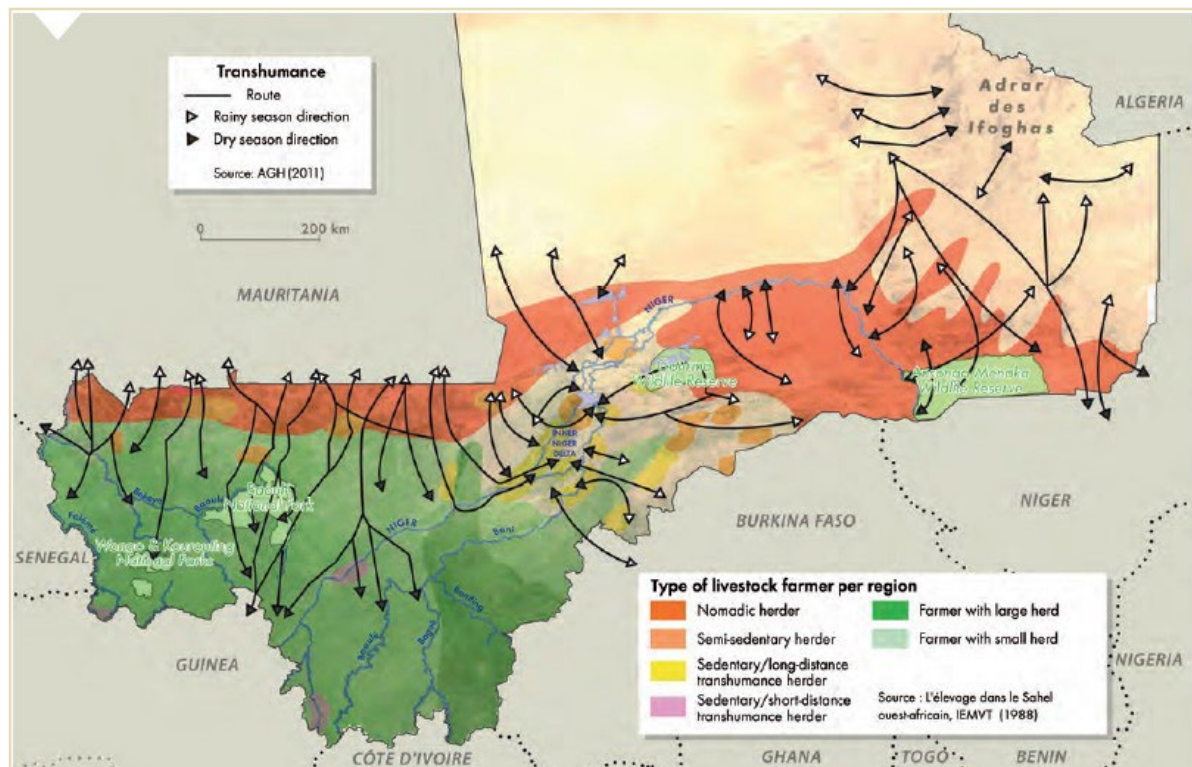 Transhumance
Route
Rainy season direction
Dry season direction
Source: AGH (2011)
0
200 km
Adrar
des
Ifoghas
ALGERIA
MAURITANIA
NIGER
Wildlife Reserve
Ansongo Menaka
Wildlife Reserve
INNER
NIGER
DELTA
Baoulé
National Park
Bafing
Baoulé
Falémé
NIGER
Bani
BURKINA FASO
NIGER
SENEGAL
National Parks
Banifing
Baoulé
Bagoé
GUINEA
NIGERIA
CÔTE D'IVOIRE
GHANA
TOGO
BENIN
Type of livestock farmer per region
Nomadic herder
Semi-sedentary herder
Sedentary/long-distance
transhumance herder
Sedentary/short-distance
transhumance herder
Farmer with large herd
Farmer with small herd
Source : L'élevage dans le Sahel
ouest-africain, IEMVT (1988)